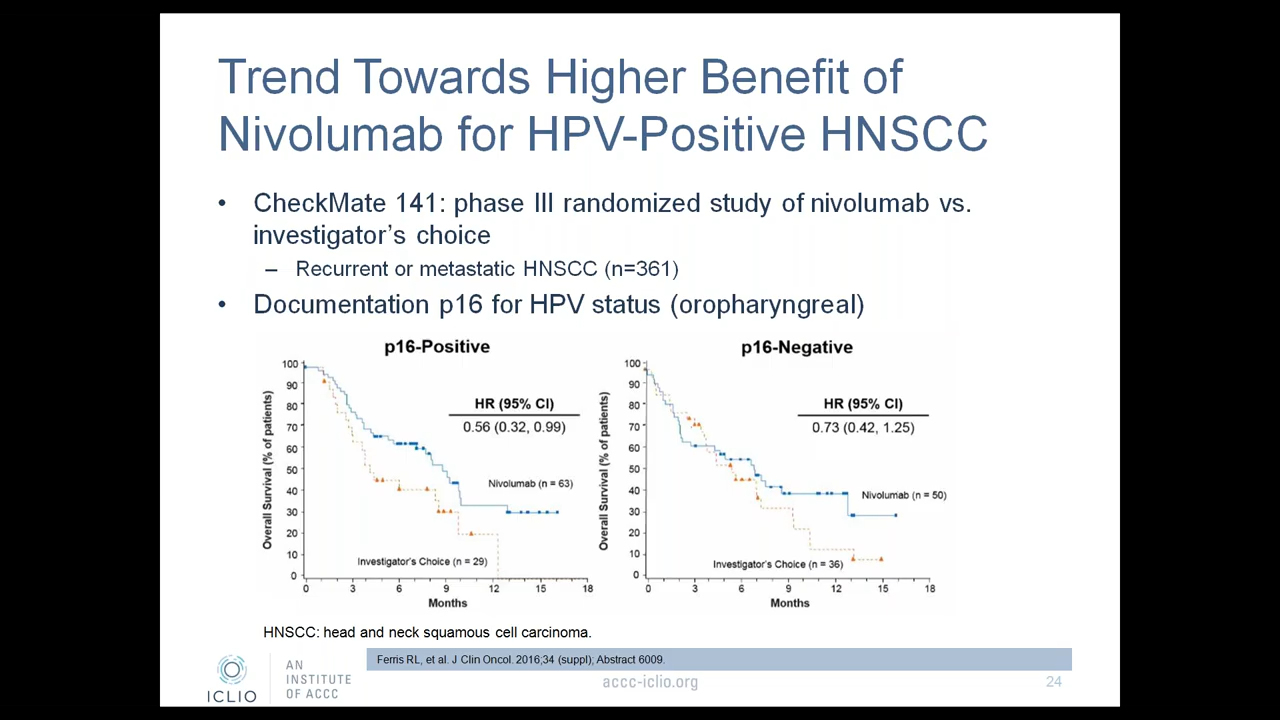 Trend Towards Higher Benefit of
Nivolumab for HPV-Positive HNSCC
• CheckMate 141: phase III randomized study of nivolumab vs.
investigator’s choice
– Recurrent or metastatic HNSCC (n=361)
• Documentation p16 for HPV status (oropharyngreal)
p16-Positive
Overall Survival (% of patients)
100
90
80
70
60
50
40
30
20
10
0
HR (95% CI)
0.56 (0.32, 0.99)
Nivolumab (n = 63)
Investigator's Choice (n = 29)
0 3 6 9 12 15 18
Months
p16-Negative
Overall Survival (% of patients)
100
90
80
70
60
50
40
30
20
10
0
HR (95% CI)
0.73 (0.42, 1.25)
Nivolumab (n = 50)
Investigator's Choice (n = 36)
0 3 6 9 12 15 18
Months
HNSCC: head and neck squamous cell carcinoma.
Ferris RL, et al. J Clin Oncol. 2016;34 (suppl); Abstract 6009.
ICLIO
AN
INSTITUTE
OF ACCC
accc-iclio.org
24